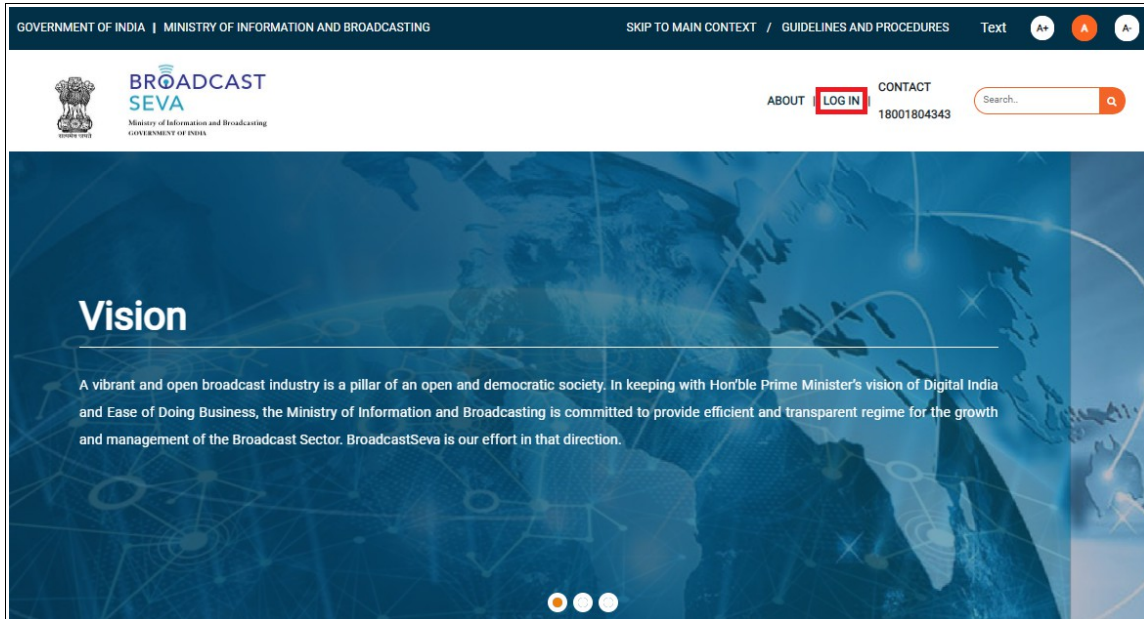 GOVERNMENT OF INDIA | MINISTRY OF INFORMATION AND BROADCASTING
SKIP TO MAIN CONTEXT / GUIDELINES AND PROCEDURES Text A+ A A-
BROADCAST
SEVA
Ministry of Information and Broadcasting
GOVERNMENT OF INDIA
सत्यमेव जयते
ABOUT | LOG IN |
CONTACT
18001804343
Search..
Vision
A vibrant and open broadcast industry is a pillar of an open and democratic society. In keeping with Hon'ble Prime Minister's vision of Digital India
and Ease of Doing Business, the Ministry of Information and Broadcasting is committed to provide efficient and transparent regime for the growth
and management of the Broadcast Sector. BroadcastSeva is our effort in that direction.